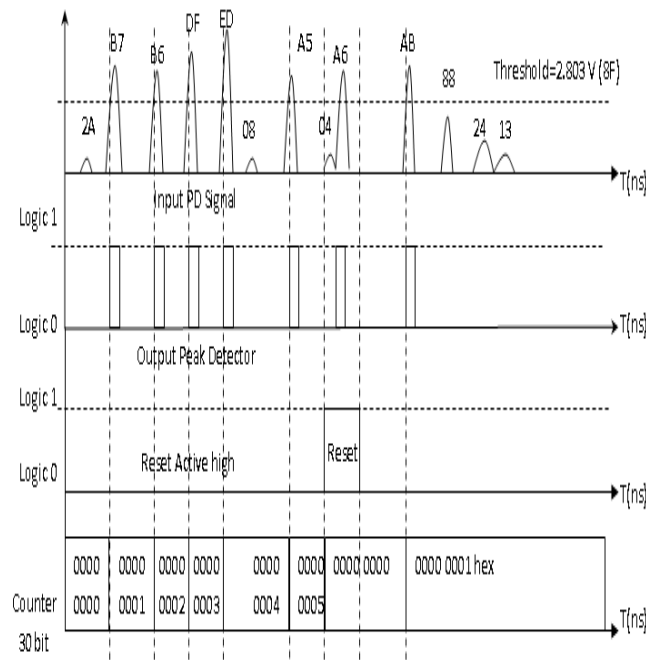 B7 B6 DF ED A5 A6 AB
Threshold=2.803 V (8F)
2A 08 04 88 24 13
T(ns)
Input PD Signal
Logic 1
Logic 0
T(ns)
Output Peak Detector
Logic 1
Reset Active high
Reset
Logic 0
T(ns)
0000 0000 0000 0000 0000 0000 0000 0000 0000 0001 hex
Counter 0000 0001 0002 0003 0004 0005
30 bit
T(ns)